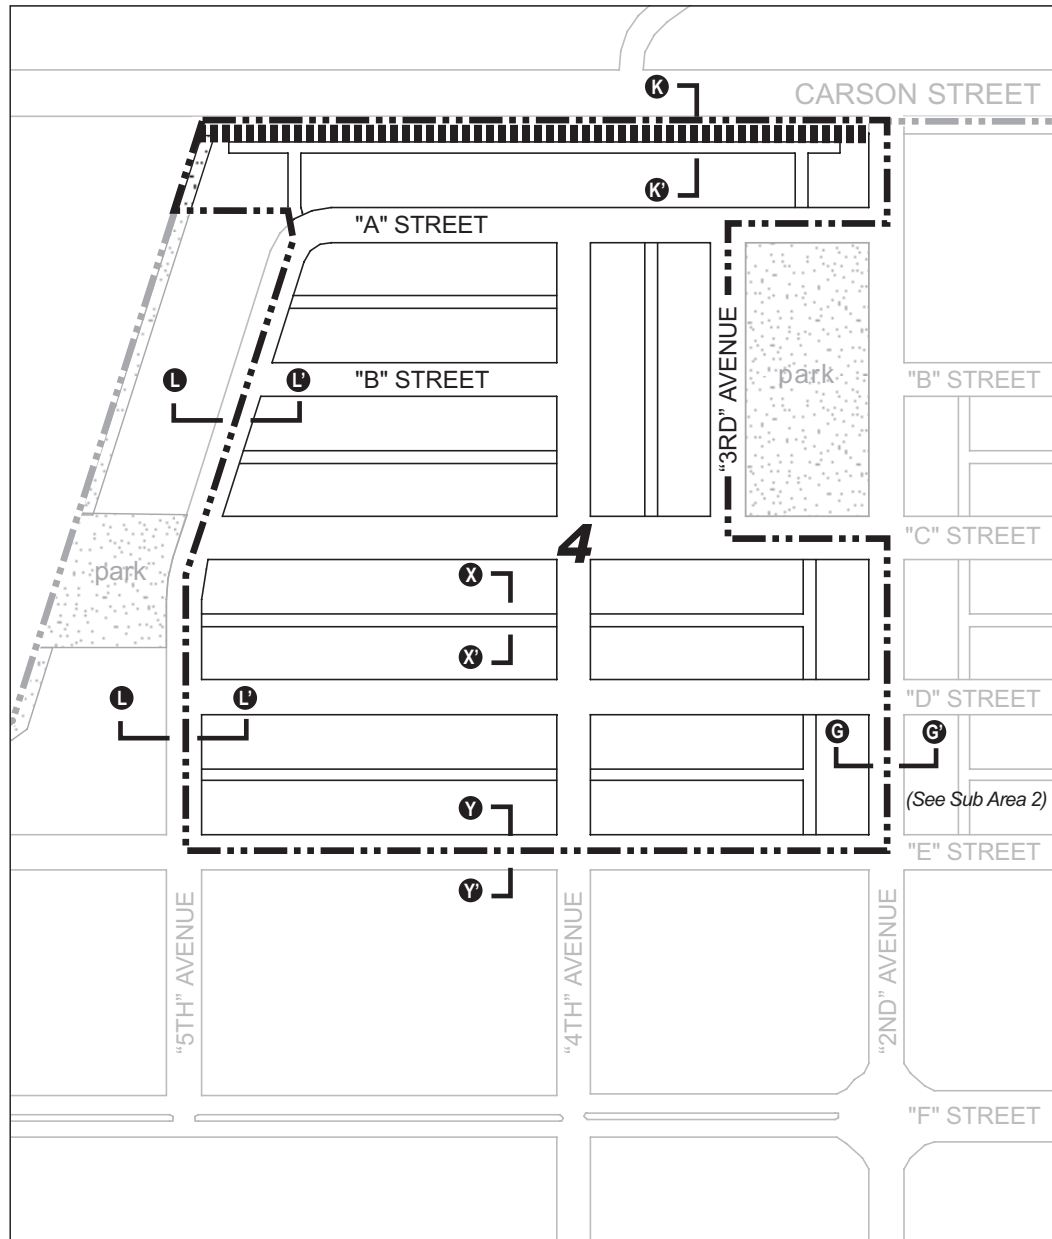 K
CARSON STREET
K'
"A" STREET
"3RD" AVENUE
park
L
L'
"B" STREET
"B" STREET
4
"C" STREET
park
X
X'
L
L'
"D" STREET
G
G'
Y
(See Sub Area 2)
"E" STREET
Y'
"5TH" AVENUE
"4TH" AVENUE
"2ND" AVENUE
"F" STREET